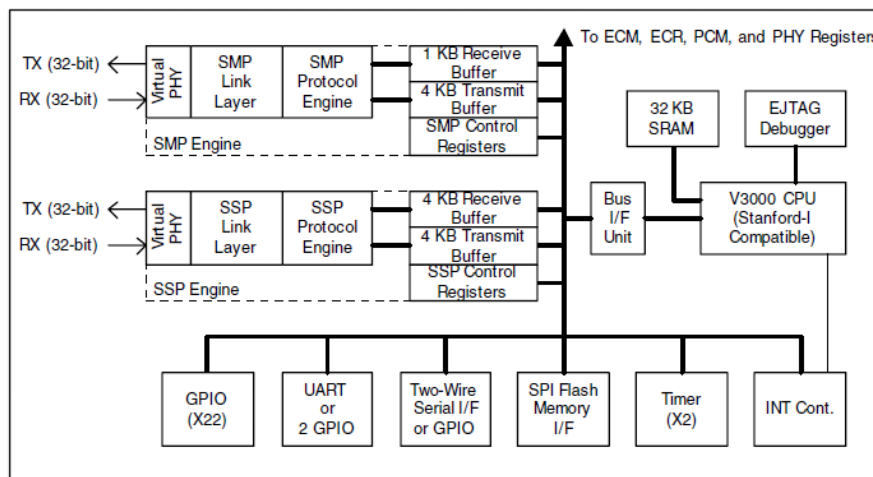 To ECM, ECR, PCM, and PHY Registers
TX (32-bit)
RX (32-bit)
Virtual
PHY
SMP
Link
Layer
SMP
Protocol
Engine
1 KB Receive
Buffer
4 KB Transmit
Buffer
SMP Control
Registers
SMP Engine
32 KB
SRAM
EJTAG
Debugger
TX (32-bit)
RX (32-bit)
Virtual
PHY
SSP
Link
Layer
SSP
Protocol
Engine
4 KB Receive
Buffer
4 KB Transmit
Buffer
SSP Control
Registers
SSP Engine
Bus
I/F
Unit
V3000 CPU
(Stanford-I
Compatible)
GPIO
(X22)
UART
or
2 GPIO
Two-Wire
Serial I/F
or GPIO
SPI Flash
Memory
I/F
Timer
(X2)
INT Cont.